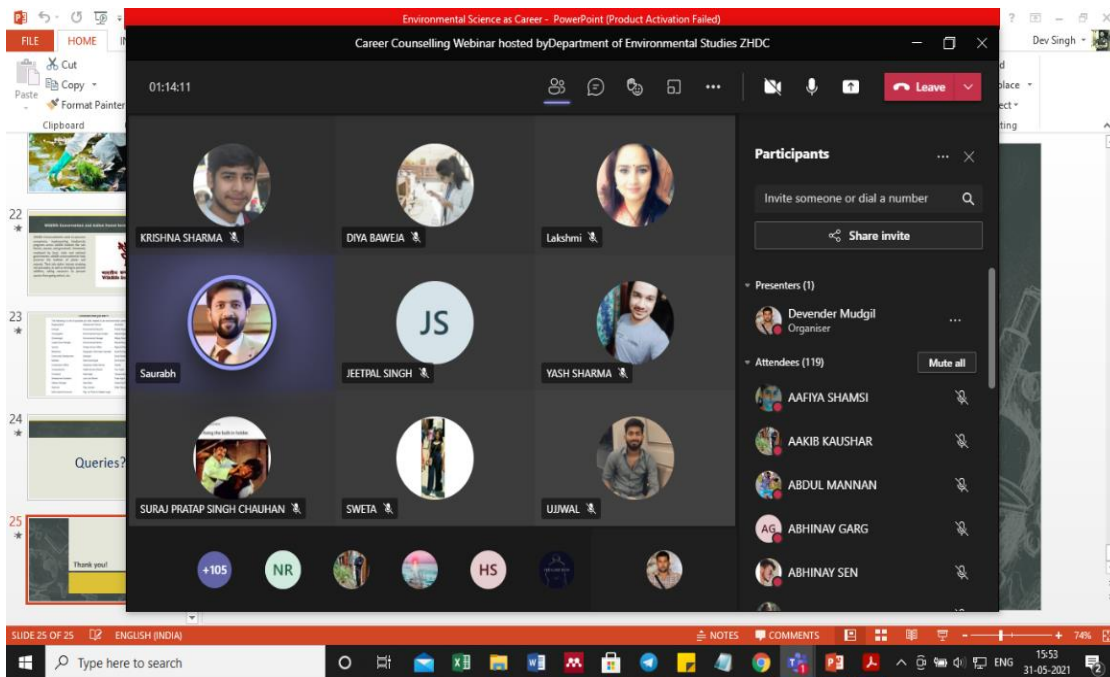 Environmental Science as Career - PowerPoint (Product Activation Failed)
FILE
HOME
Dev Singh
Cut
Copy
Paste
Format Painter
Clipboard
Career Counselling Webinar hosted byDepartment of Environmental Studies ZHDC
01:14:11
Leave
KRISHNA SHARMA
DIYA BAWEJA
Lakshmi
Saurabh
JS
JEETPAL SINGH
YASH SHARMA
SURAJ PRATAP SINGH CHAUHAN
SWETA
UJJWAL
+105
NR
HS
Participants
Invite someone or dial a number
Share invite
Presenters (1)
Devender Mudgil
Organiser
Attendees (119)
Mute all
AAFIYA SHAMSI
AAKIB KAUSHAR
ABDUL MANNAN
AG
ABHINAV GARG
ABHINAY SEN
22
23
24
Queries?
25
Thank you!
SLIDE 25 OF 25
ENGLISH (INDIA)
NOTES
COMMENTS
74%
Type here to search
ENG
15:53
31-05-2021